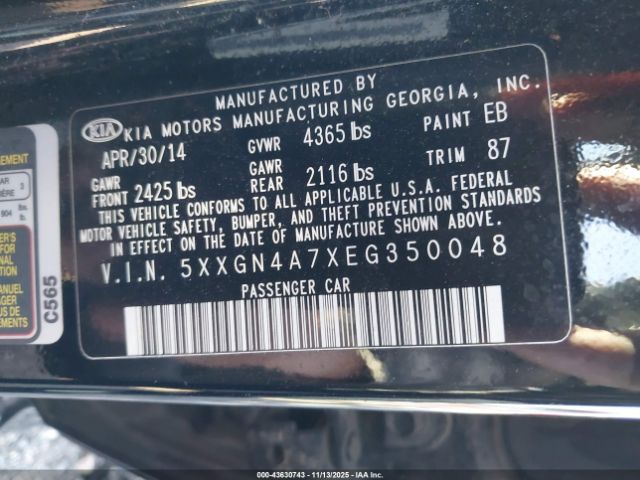 MANUFACTURED BY
KIA KIA MOTORS MANUFACTURING GEORGIA, INC.
APR/30/14 GVWR 4365 lbs PAINT EB
GAWR FRONT 2425 lbs GAWR REAR 2116 lbs TRIM 87
THIS VEHICLE CONFORMS TO ALL APPLICABLE U.S.A. FEDERAL
MOTOR VEHICLE SAFETY, BUMPER, AND THEFT PREVENTION STANDARDS
IN EFFECT ON THE DATE OF MANUFACTURE SHOWN ABOVE.
V.I.N. 5XXGN4A7XEG350048
PASSENGER CAR
C565
000-43630743 - 11/13/2025 - IAAI.COM